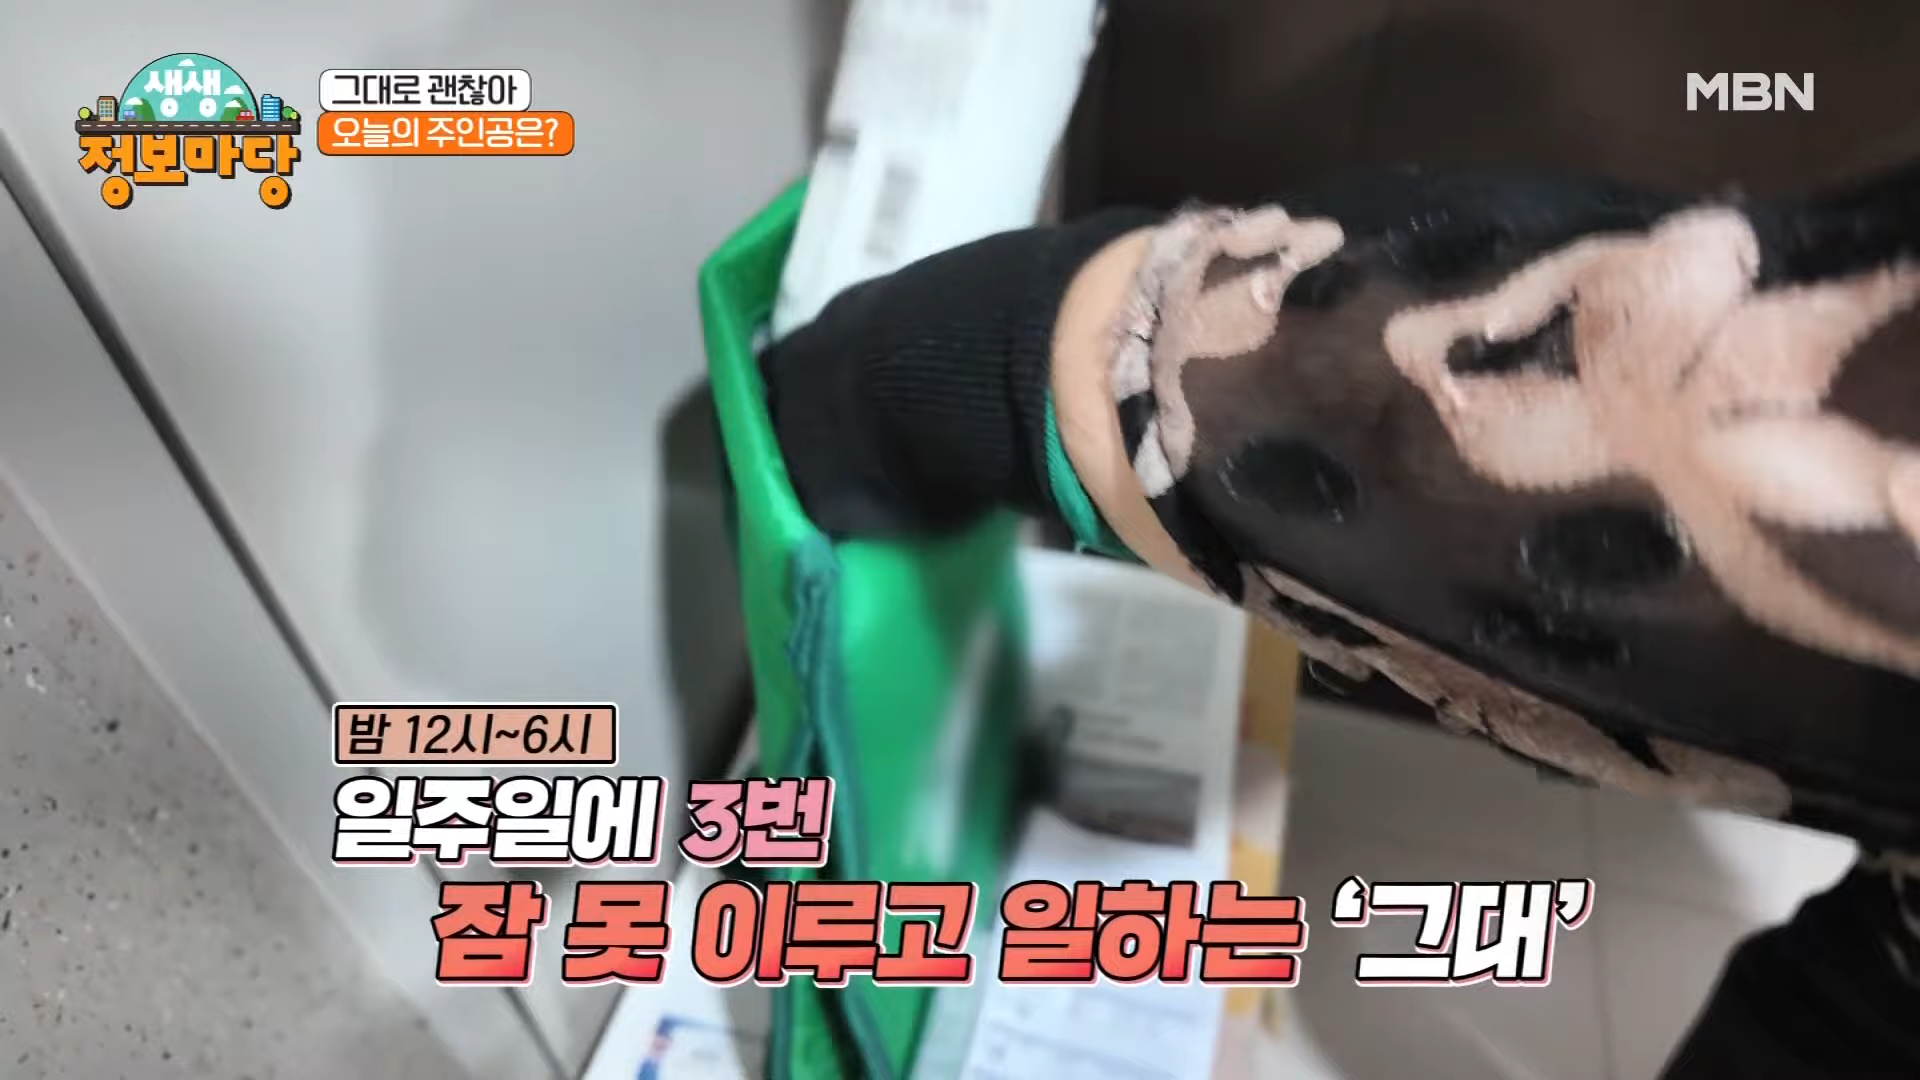 생생
정보마당
그대로 괜찮아
오늘의 주인공은?
MBN
밤 12시~6시
일주일에 3번
잠 못 이루고 일하는 ‘그대’